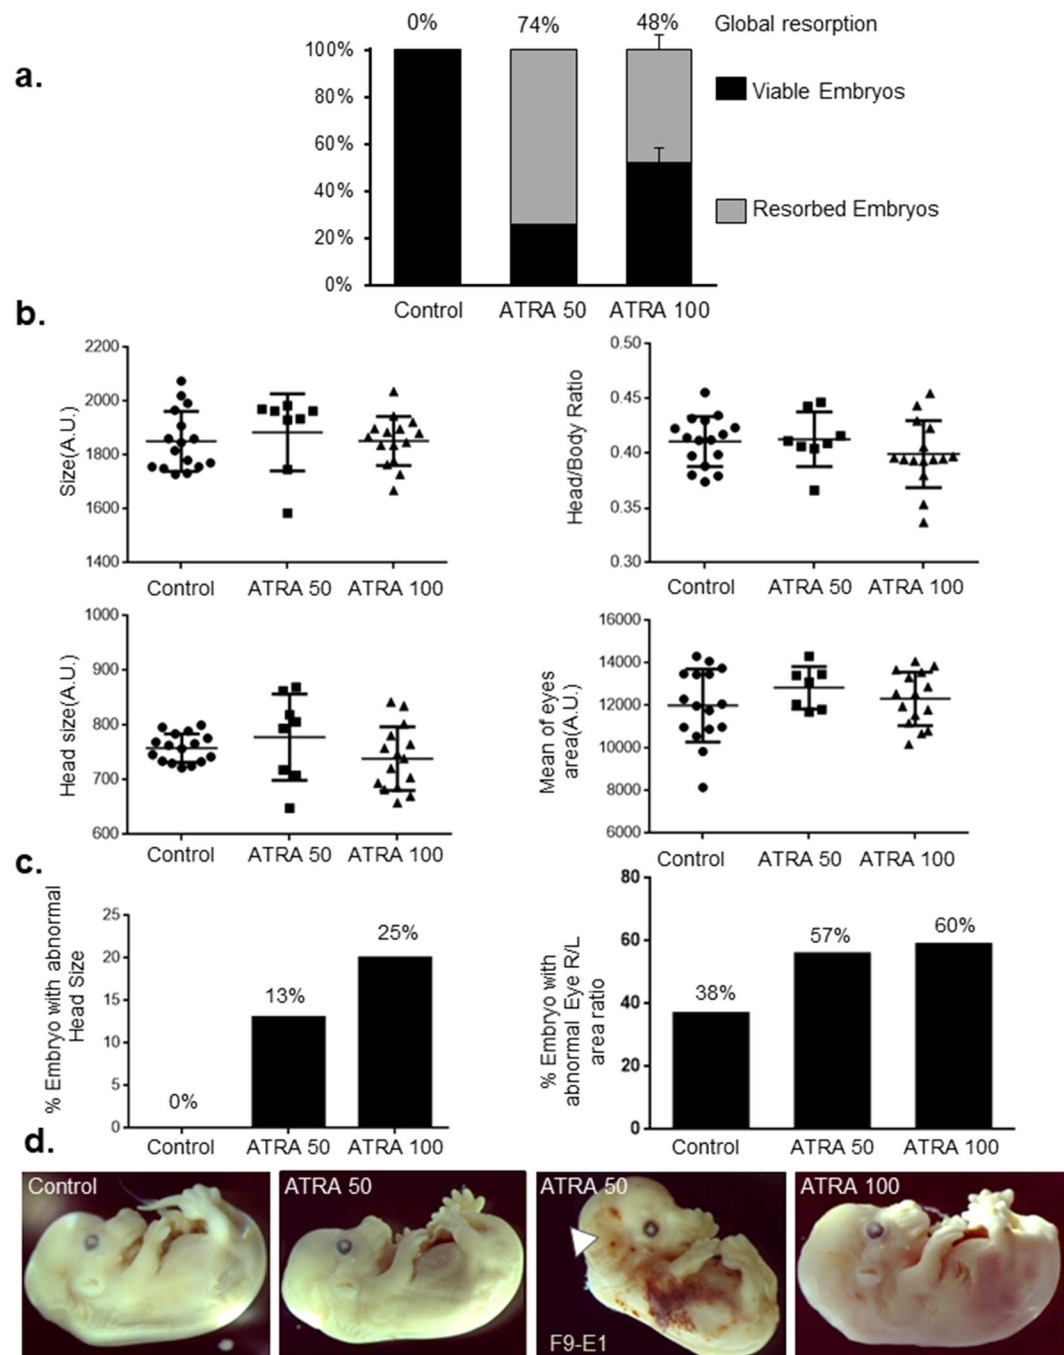 0% 74% 48% Global resorption
a.
100%
80%
60%
40%
20%
0%
Viable Embryos
Resorbed Embryos
Control ATRA 50 ATRA 100
b.
Size(A.U.)
2200
2000
1800
1600
1400
Control ATRA 50 ATRA 100
Head/Body Ratio
0.50
0.45
0.40
0.35
0.30
Control ATRA 50 ATRA 100
Head size(A.U.)
1000
900
800
700
600
Control ATRA 50 ATRA 100
Mean of eyes
area(A.U.)
16000
14000
12000
10000
8000
6000
Control ATRA 50 ATRA 100
c.
% Embryo with abnormal
Head Size
25
20
15
10
5
0
0% 13% 25%
Control ATRA 50 ATRA 100
% Embryo with
abnormal Eye R/L
area ratio
80
60
40
20
0
38% 57% 60%
Control ATRA 50 ATRA 100
d.
Control ATRA 50 ATRA 50 ATRA 100
F9-E1